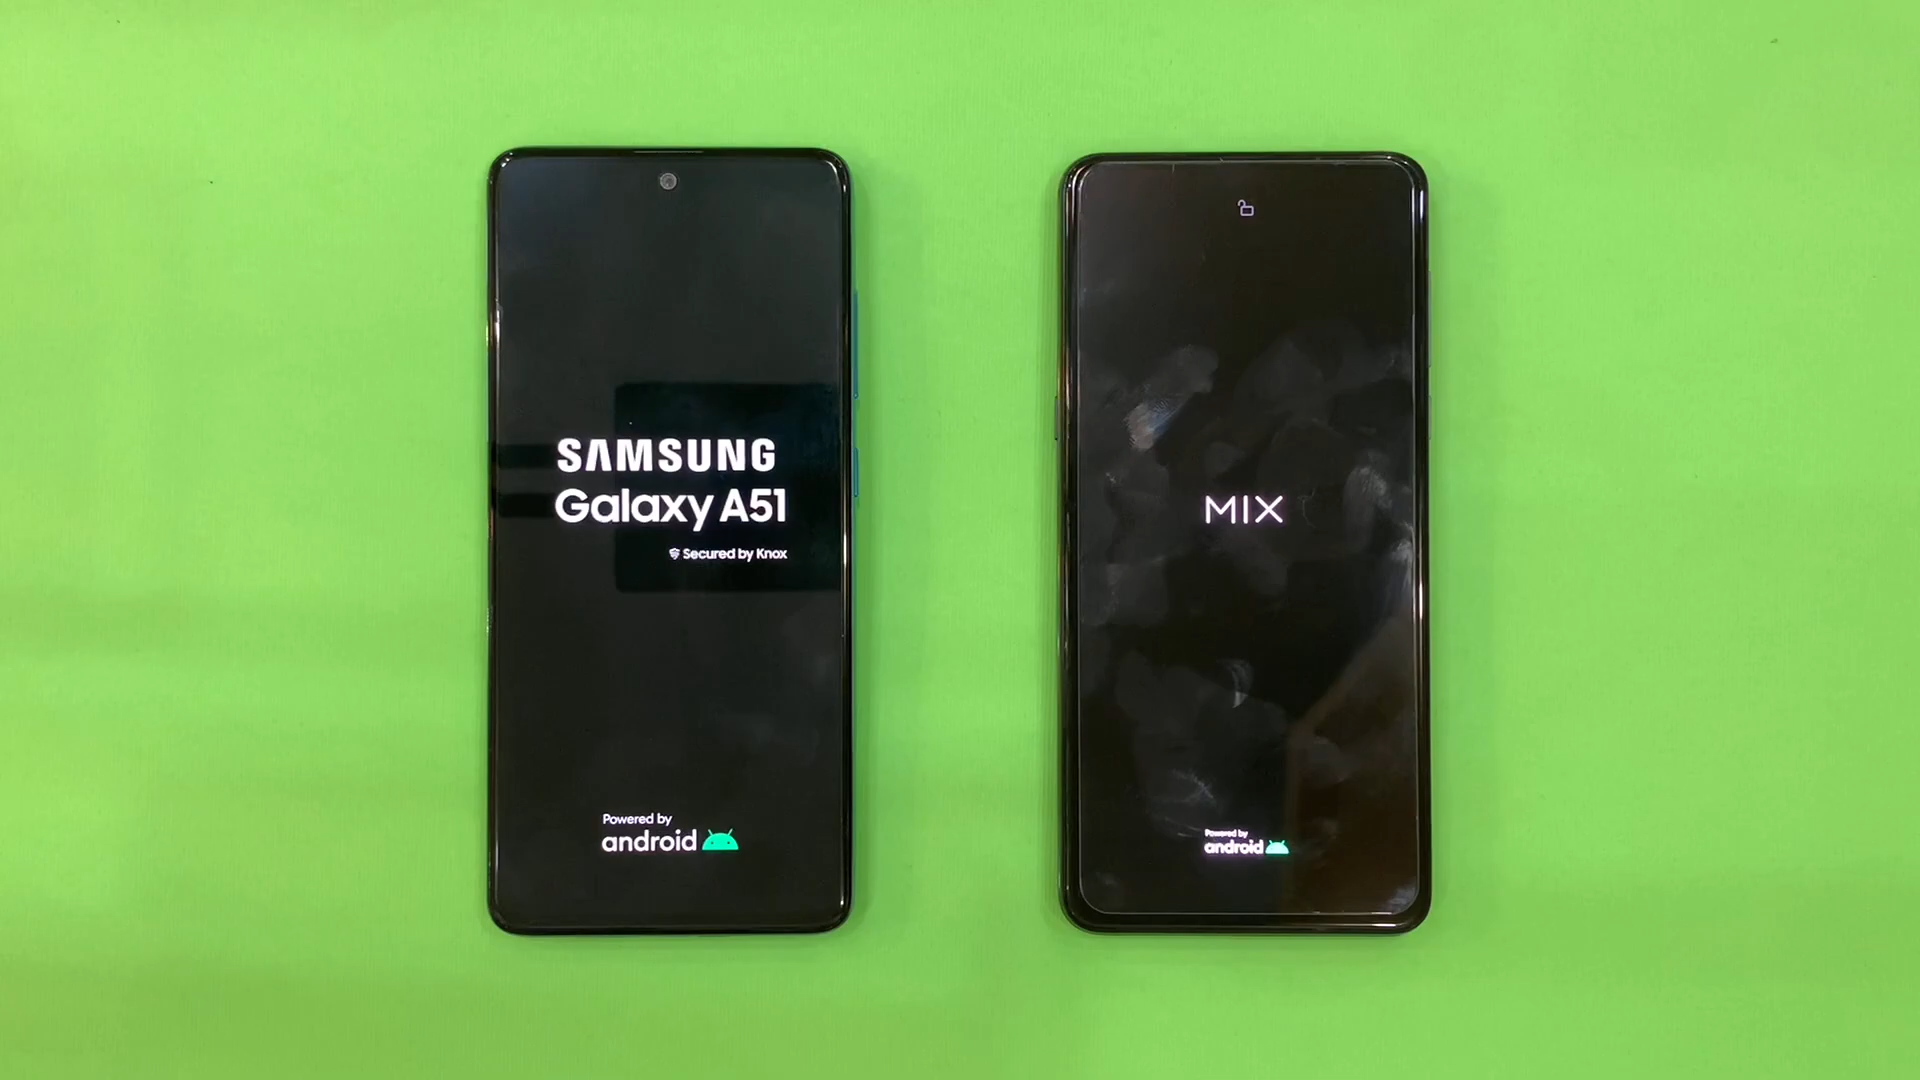 SAMSUNG
Galaxy A51
Secured by Knox
Powered by
android
MIX
Powered by
android